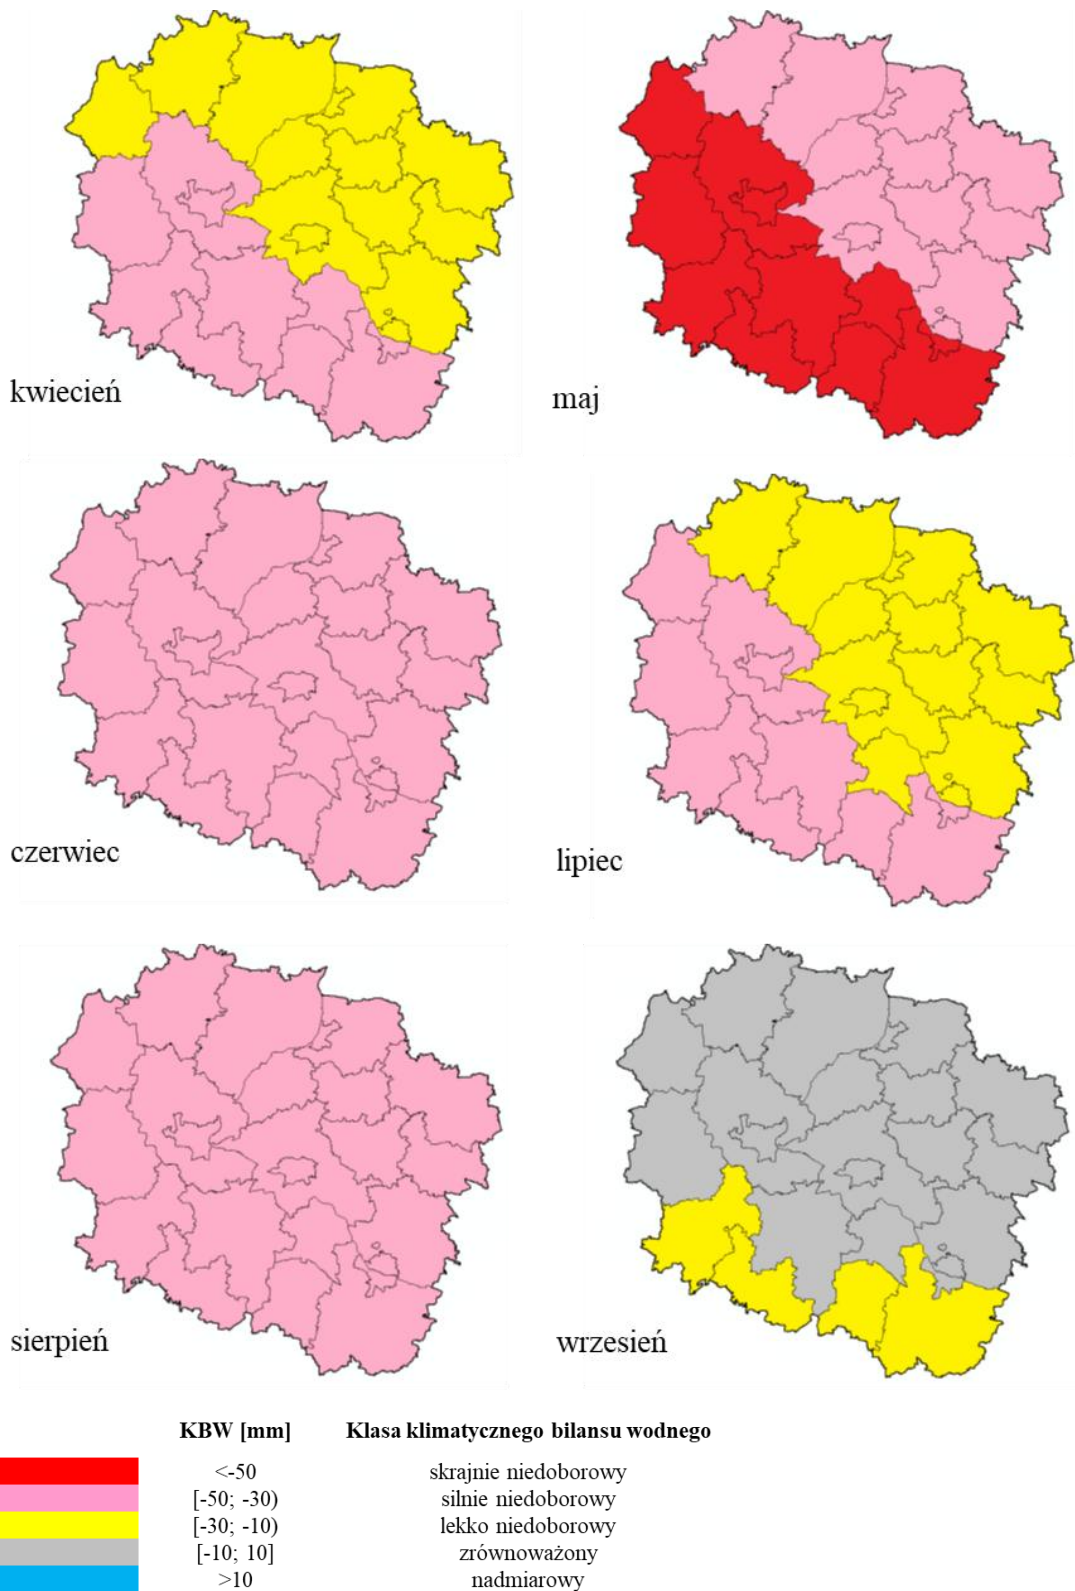 kwiecień
maj
czerwiec
lipiec
sierpień
wrzesień
KBW [mm] Klasa klimatycznego bilansu wodnego
<-50 skrajnie niedoborowy
[-50; -30) silnie niedoborowy
[-30; -10) lekko niedoborowy
[-10; 10] zrównoważony
>10 nadmiarowy